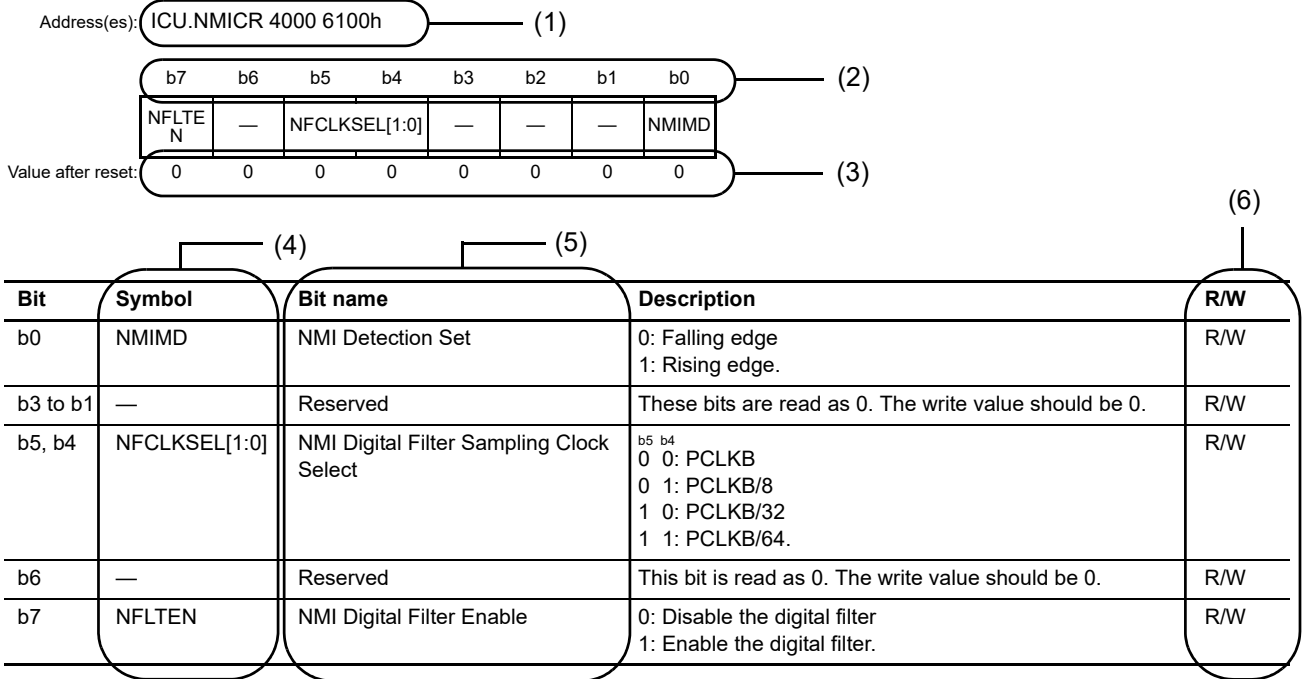 Address(es): ICU.NMICR 4000 6100h (1)
b7 b6 b5 b4 b3 b2 b1 b0 (2)
NFLTE
N — NFCLKSEL[1:0] — — — NMIMD
Value after reset: 0 0 0 0 0 0 0 0 (3)
(6)
(4) (5)
Bit Symbol Bit name Description R/W
b0 NMIMD NMI Detection Set 0: Falling edge R/W
1: Rising edge.
b3 to b1 — Reserved These bits are read as 0. The write value should be 0. R/W
b5, b4 NFCLKSEL[1:0] NMI Digital Filter Sampling Clock b5 b4 R/W
Select 0 0: PCLKB
0 1: PCLKB/8
1 0: PCLKB/32
1 1: PCLKB/64.
b6 — Reserved This bit is read as 0. The write value should be 0. R/W
b7 NFLTEN NMI Digital Filter Enable 0: Disable the digital filter R/W
1: Enable the digital filter.